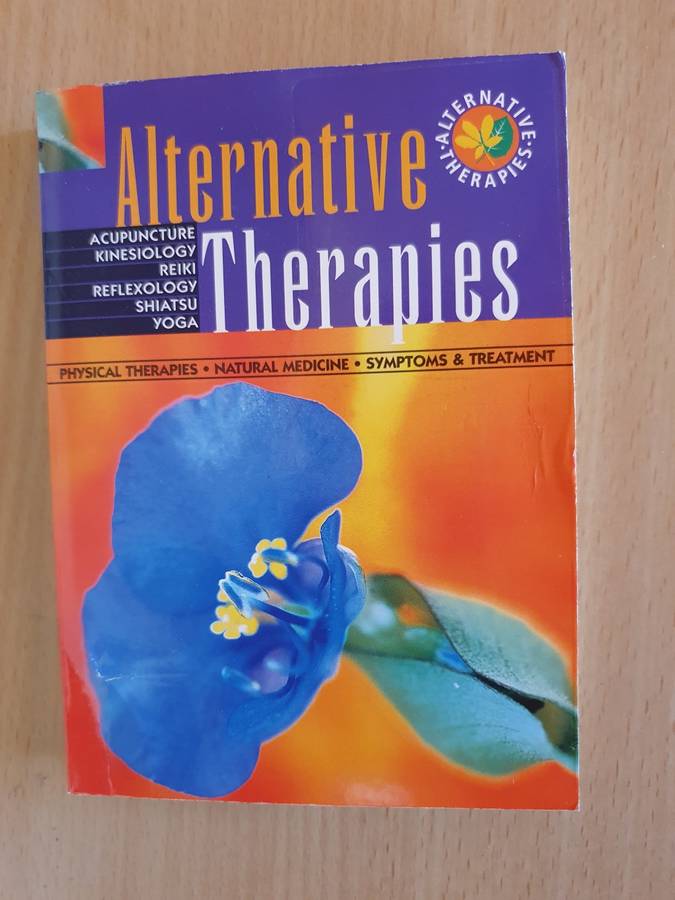 Alternative
Therapies
ALTERNATIVE
THERAPIES
ACUPUNCTURE
KINESIOLOGY
REIKI
REFLEXOLOGY
SHIATSU
YOGA
PHYSICAL THERAPIES • NATURAL MEDICINE • SYMPTOMS & TREATMENT